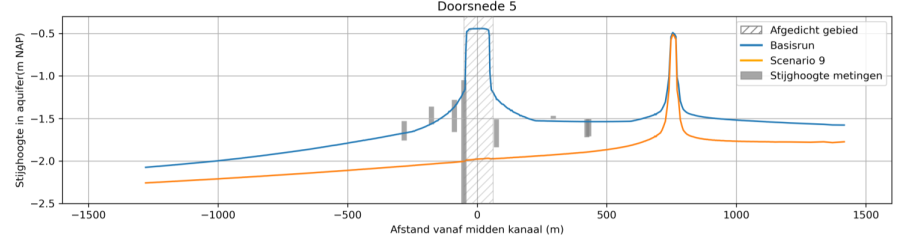 Doorsnede 5
Stijghoogte in aquifer(m NAP)
−0.5
−1.0
−1.5
−2.0
−2.5
Afgedicht gebied
Basisrun
Scenario 9
Stijghoogte metingen
−1500
−1000
−500
0
500
1000
1500
Afstand vanaf midden kanaal (m)